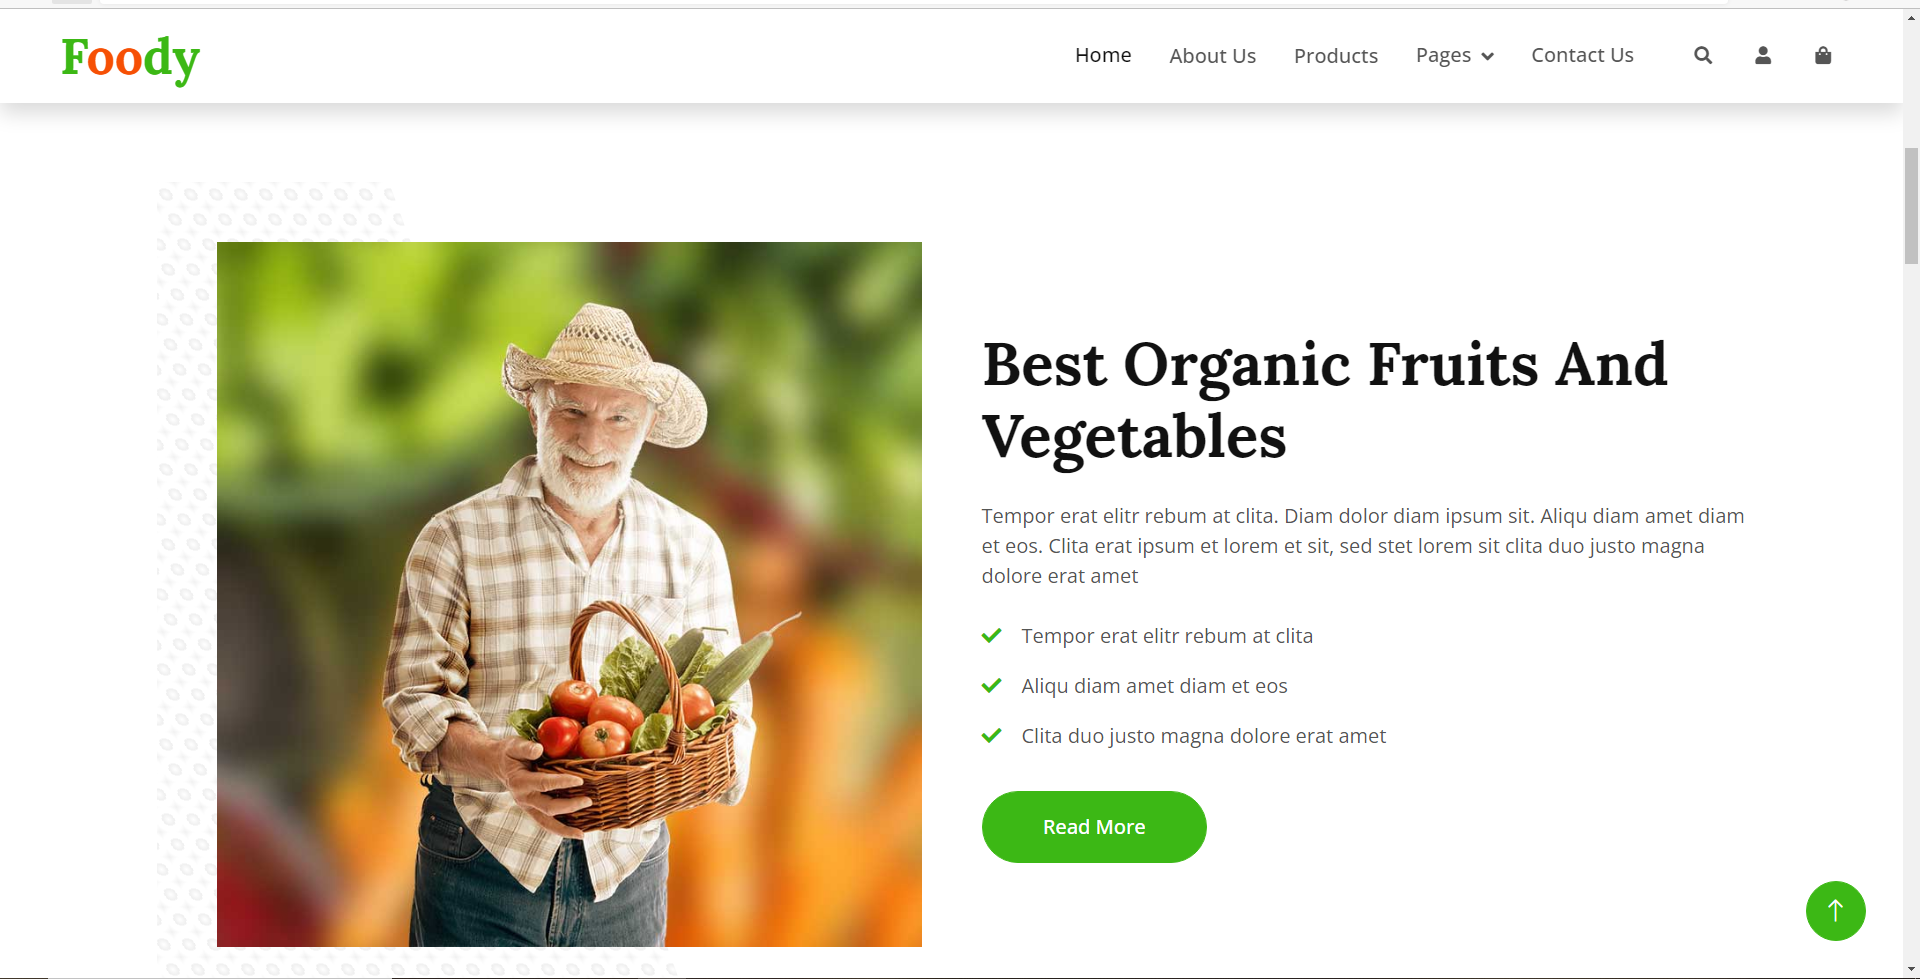 Foody
Home About Us Products Pages Contact Us
Best Organic Fruits And
Vegetables
Tempor erat elitr rebum at clita. Diam dolor diam ipsum sit. Aliqu diam amet diam
et eos. Clita erat ipsum et lorem et sit, sed stet lorem sit clita duo justo magna
dolore erat amet
Tempor erat elitr rebum at clita
Aliqu diam amet diam et eos
Clita duo justo magna dolore erat amet
Read More